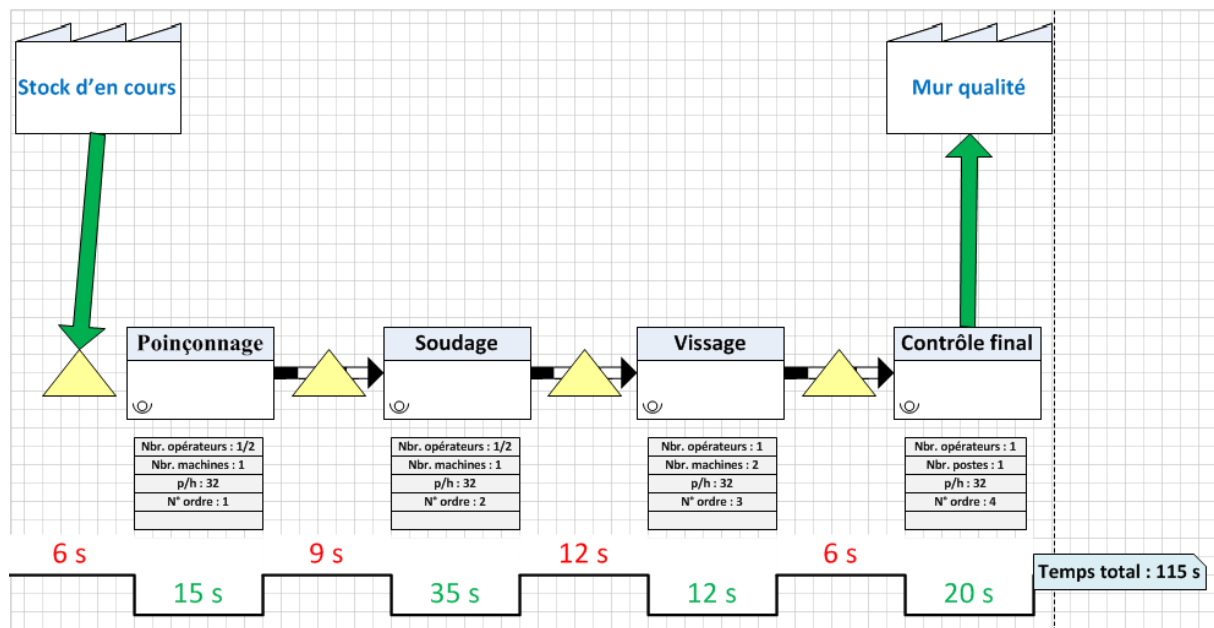 Stock d'en cours
Mur qualité
Poinçonnage
Soudage
Vissage
Contrôle final
Nbr. opérateurs : 1/2
Nbr. machines : 1
p/h : 32
N° ordre : 1
Nbr. opérateurs : 1/2
Nbr. machines : 1
p/h : 32
N° ordre : 2
Nbr. opérateurs : 1
Nbr. machines : 2
p/h : 32
N° ordre : 3
Nbr. opérateurs : 1
Nbr. postes : 1
p/h : 32
N° ordre : 4
6 s
9 s
12 s
6 s
15 s
35 s
12 s
20 s
Temps total : 115 s